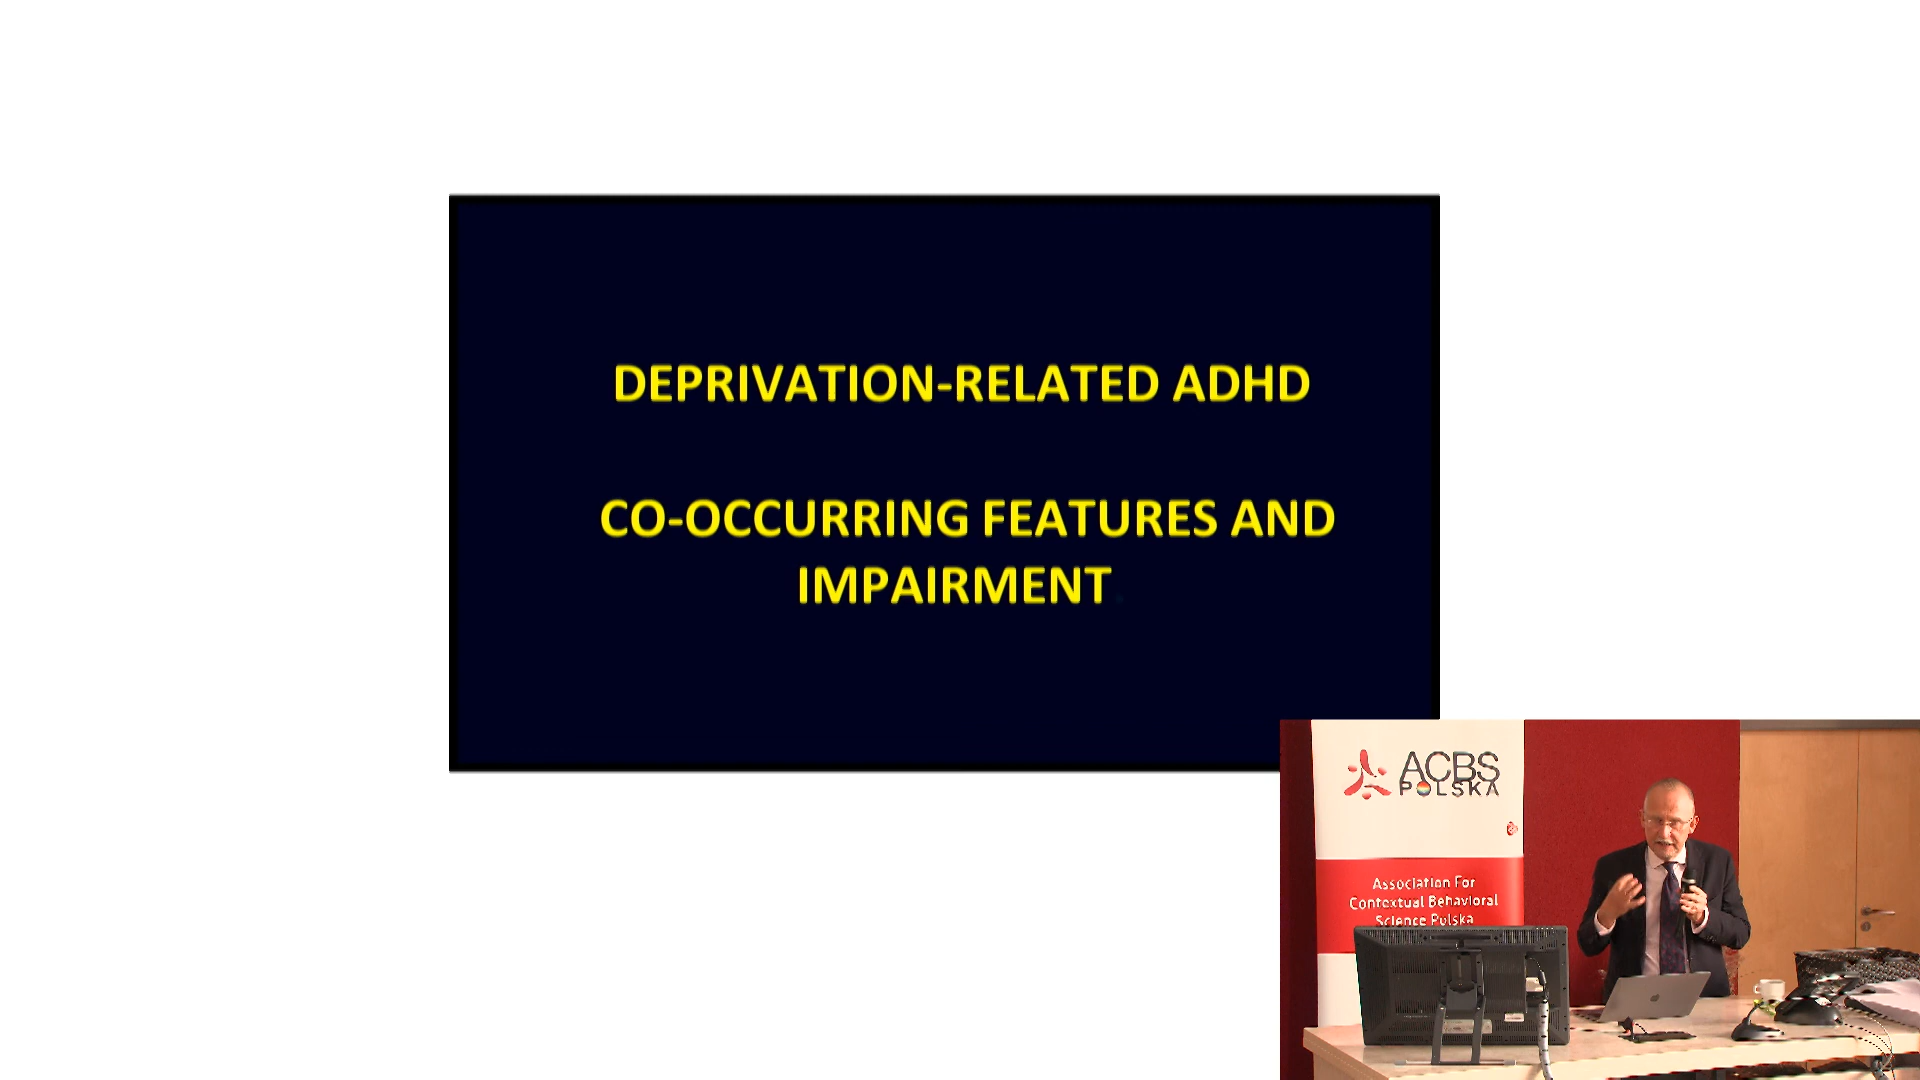 DEPRIVATION-RELATED ADHD
CO-OCCURRING FEATURES AND
IMPAIRMENT
ACBS
POLSKA
Association For
Contextual Behavioral
Science Polska